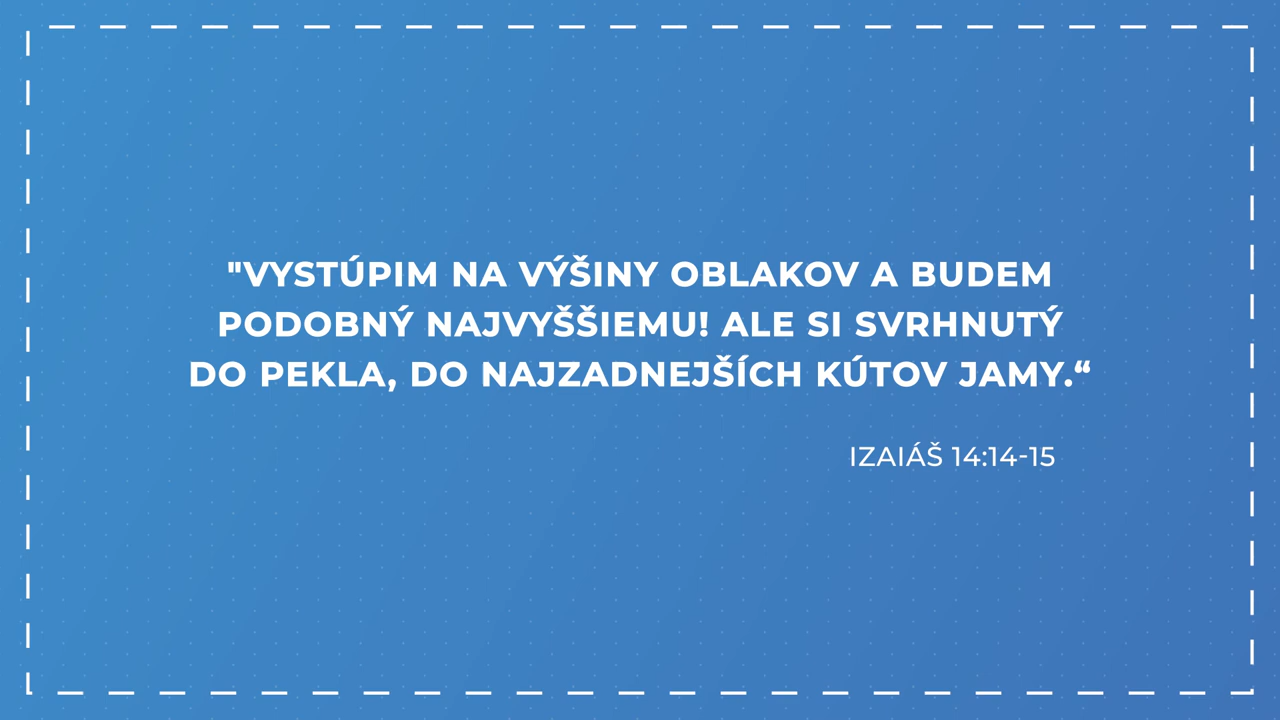 "VYSTÚPIM NA VÝŠINY OBLAKOV A BUDEM
PODOBNÝ NAJVYŠŠIEMU! ALE SI SVRHNUTÝ
DO PEKLA, DO NAJZADNEJŠÍCH KÚTOV JAMY.“
IZAIÁŠ 14:14-15